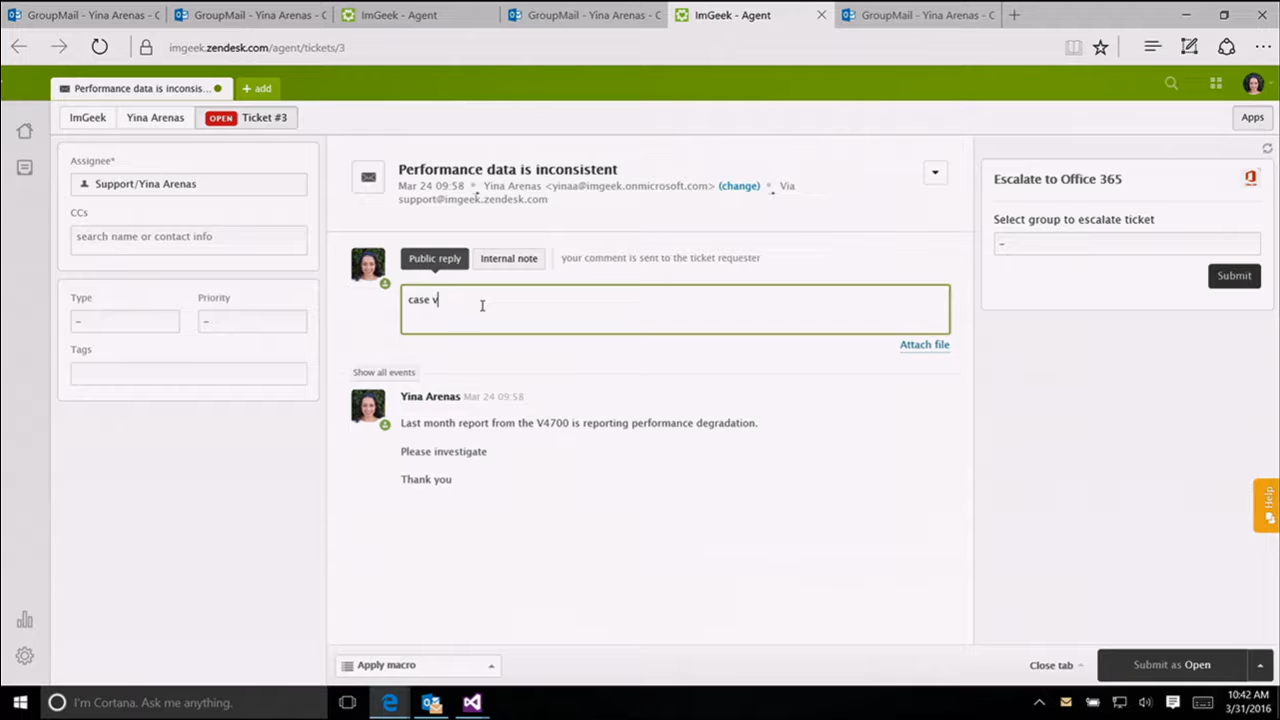 GroupMail - Yina Arenas - C
GroupMail - Yina Arenas - C
ImGeek - Agent
GroupMail - Yina Arenas - C
ImGeek - Agent
GroupMail - Yina Arenas - C
imgeek.zendesk.com/agent/tickets/3
Performance data is inconsis...
+ add
ImGeek
Yina Arenas
OPEN Ticket #3
Apps
Assignee*
Support/Yina Arenas
CCs
search name or contact info
Type
Priority
–
–
Tags
Performance data is inconsistent
Mar 24 09:58 Yina Arenas <yinaa@imgeek.onmicrosoft.com> (change) Via
support@imgeek.zendesk.com
Public reply
Internal note
your comment is sent to the ticket requester
case v
Attach file
Show all events
Yina Arenas Mar 24 09:58
Last month report from the V4700 is reporting performance degradation.
Please investigate
Thank you
Escalate to Office 365
Select group to escalate ticket
–
Submit
Help
Apply macro
Close tab
Submit as Open
I'm Cortana. Ask me anything.
10:42 AM
3/31/2016